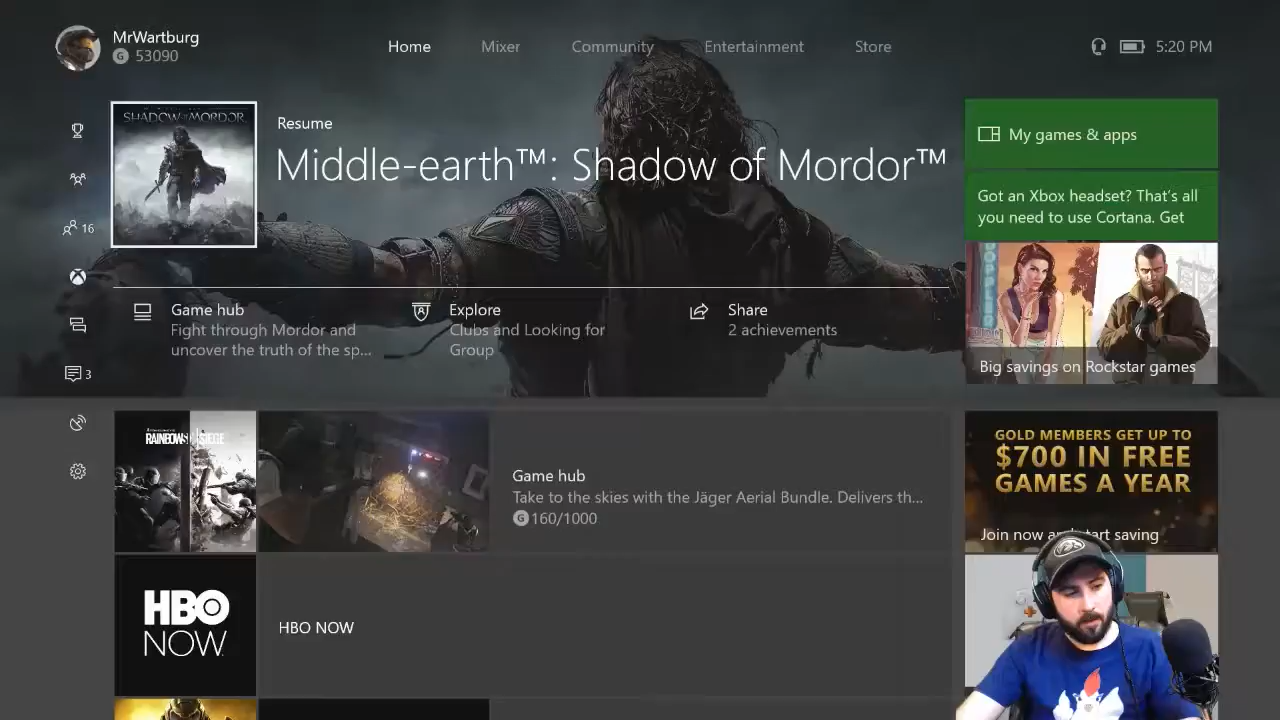 MrWartburg
G 53090
Home
Mixer
Community
Entertainment
Store
5:20 PM
SHADOW OF MORDOR
Resume
Middle-earth™: Shadow of Mordor™
My games & apps
Got an Xbox headset? That's all
you need to use Cortana. Get
16
Game hub
Fight through Mordor and
uncover the truth of the sp...
Explore
Clubs and Looking for
Group
Share
2 achievements
Big savings on Rockstar games
3
RAINBOW SIEGE
Game hub
Take to the skies with the Jäger Aerial Bundle. Delivers th...
G 160/1000
GOLD MEMBERS GET UP TO
$700 IN FREE
GAMES A YEAR
Join now and start saving
HBO
NOW
HBO NOW